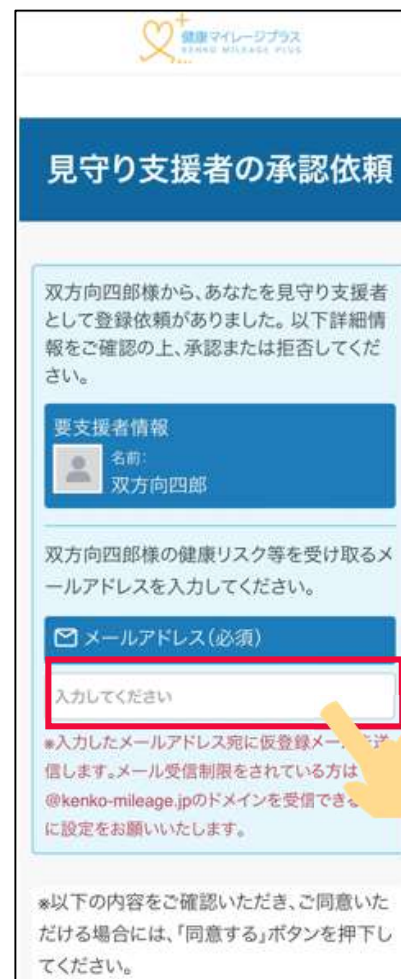 健康マイレージプラス
KENKO MILEAGE PLUS
見守り支援者の承認依頼
双方向四郎様から、あなたを見守り支援者
として登録依頼がありました。以下詳細情
報をご確認の上、承認または拒否してくだ
さい。
要支援者情報
名前:
双方向四郎
双方向四郎様の健康リスク等を受け取るメ
ールアドレスを入力してください。
メールアドレス(必須)
入力してください
※入力したメールアドレス宛に仮登録メー を送
信します。メール受信制限をされている方は
@kenko-mileage.jpのドメインを受信できる
に設定をお願いいたします。
※以下の内容をご確認いただき、ご同意いた
だける場合には、「同意する」ボタンを押下し
てください。